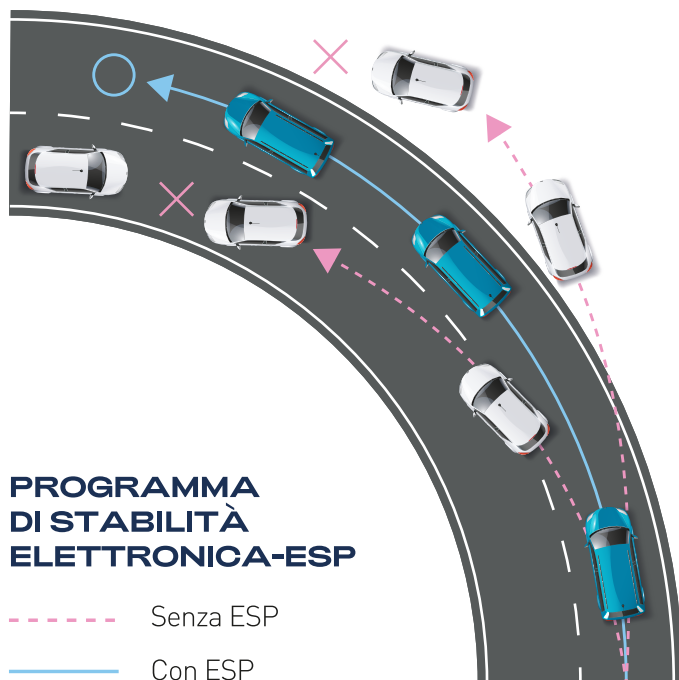 PROGRAMMA
DI STABILITÀ
ELETTRONICA-ESP
Senza ESP
Con ESP